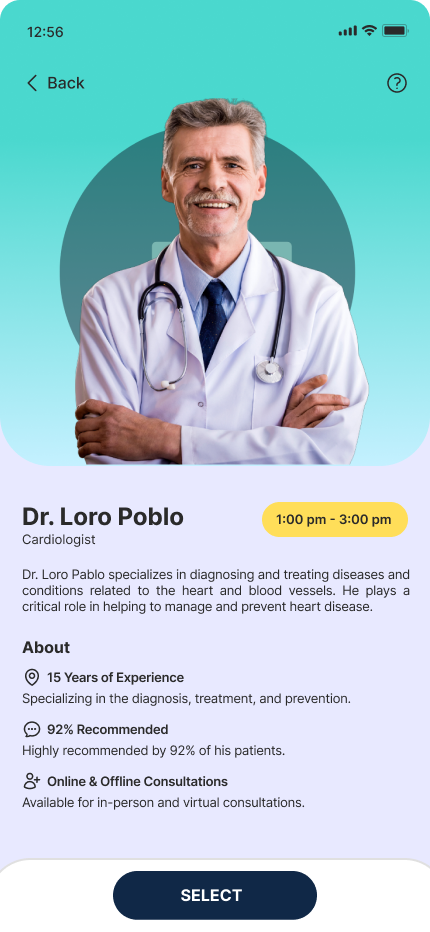 12:56
Back
Dr. Loro Poblo
1:00 pm - 3:00 pm
Cardiologist
Dr. Loro Pablo specializes in diagnosing and treating diseases and
conditions related to the heart and blood vessels. He plays a
critical role in helping to manage and prevent heart disease.
About
15 Years of Experience
Specializing in the diagnosis, treatment, and prevention.
92% Recommended
Highly recommended by 92% of his patients.
Online & Offline Consultations
Available for in-person and virtual consultations.
SELECT